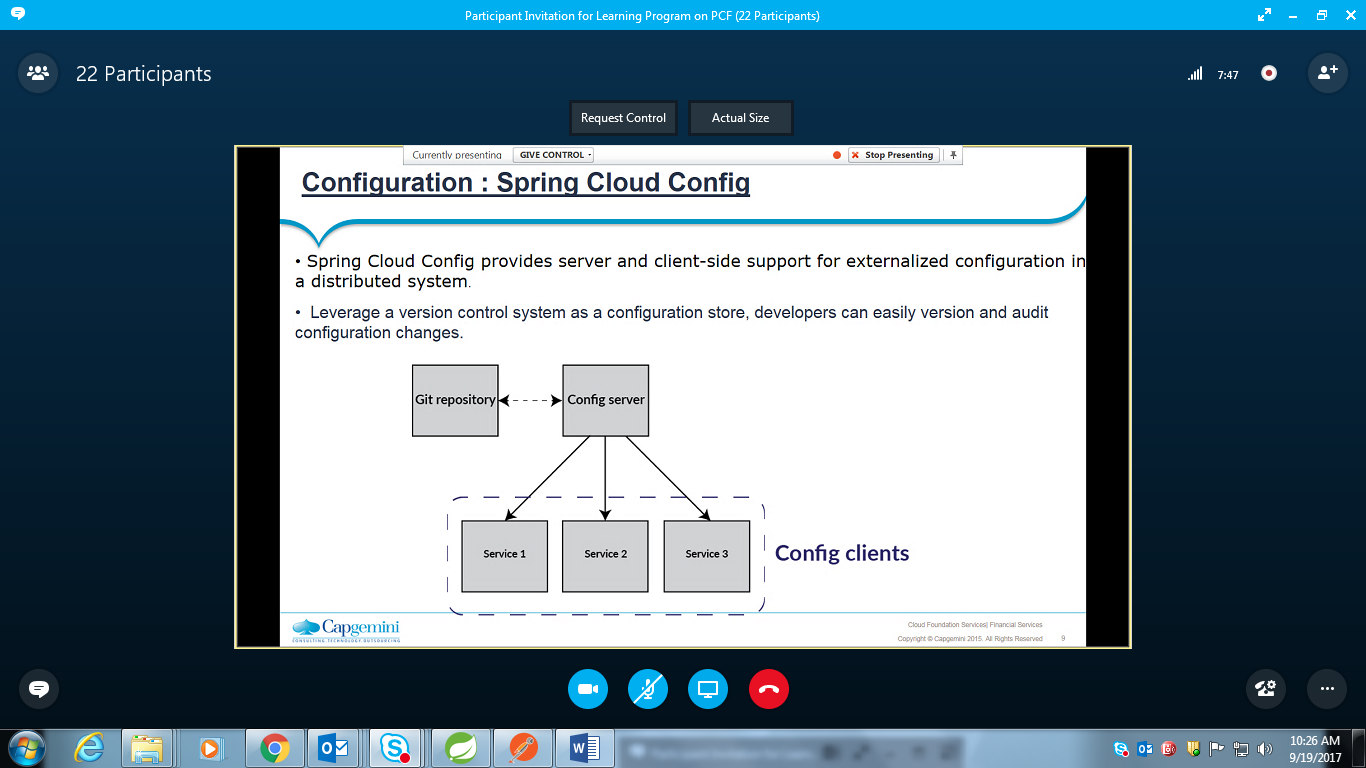 Participant Invitation for Learning Program on PCF (22 Participants)
22 Participants
7:47
Request Control
Actual Size
Currently presenting
GIVE CONTROL
Stop Presenting
Configuration : Spring Cloud Config
• Spring Cloud Config provides server and client-side support for externalized configuration in
a distributed system.
• Leverage a version control system as a configuration store, developers can easily version and audit
configuration changes.
Git repository
Config server
Service 1
Service 2
Service 3
Config clients
Capgemini
CONSULTING.TECHNOLOGY.OUTSOURCING
Cloud Foundation Services| Financial Services
Copyright © Capgemini 2015. All Rights Reserved
9
10:26 AM
9/19/2017